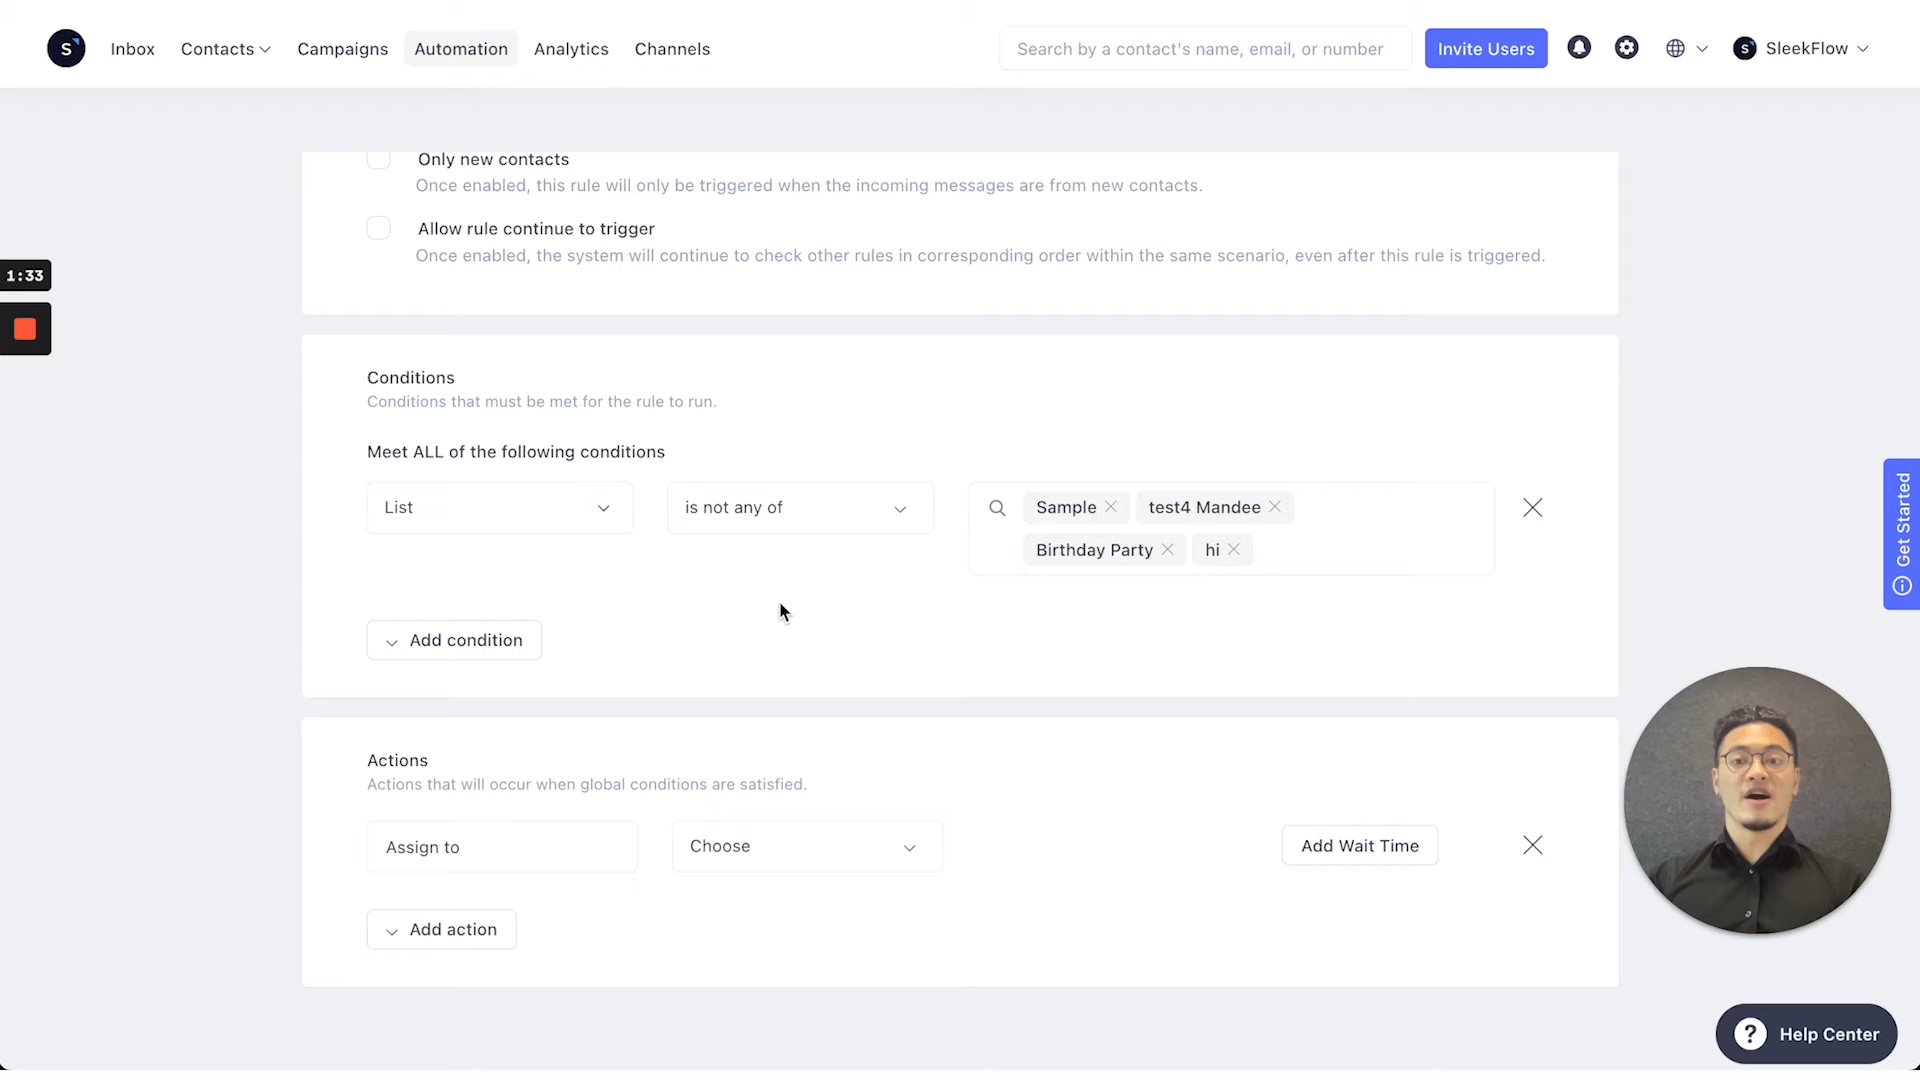 S Inbox Contacts Campaigns Automation Analytics Channels Search by a contact's name, email, or number Invite Users S SleekFlow
Only new contacts
Once enabled, this rule will only be triggered when the incoming messages are from new contacts.
Allow rule continue to trigger
Once enabled, the system will continue to check other rules in corresponding order within the same scenario, even after this rule is triggered.
1:33
Conditions
Conditions that must be met for the rule to run.
Meet ALL of the following conditions
List is not any of Sample test4 Mandee
Birthday Party hi
Add condition
Get Started
Actions
Actions that will occur when global conditions are satisfied.
Assign to Choose Add Wait Time
Add action
? Help Center